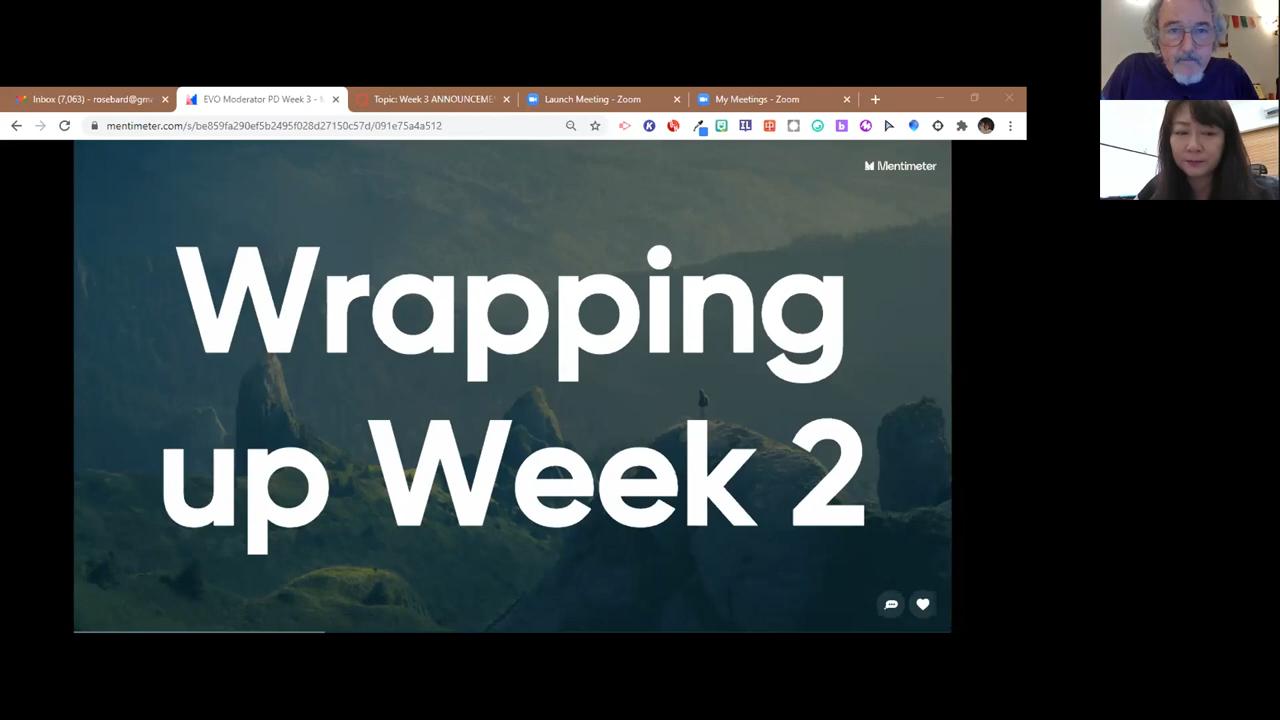 Inbox (7,063) - rosebard@gm
EVO Moderator PD Week 3 - M
Topic: Week 3 ANNOUNCEME
Launch Meeting - Zoom
My Meetings - Zoom
mentimeter.com/s/be859fa290ef5b2495f028d27150c57d/091e75a4a512
Mentimeter
Wrapping
up Week 2